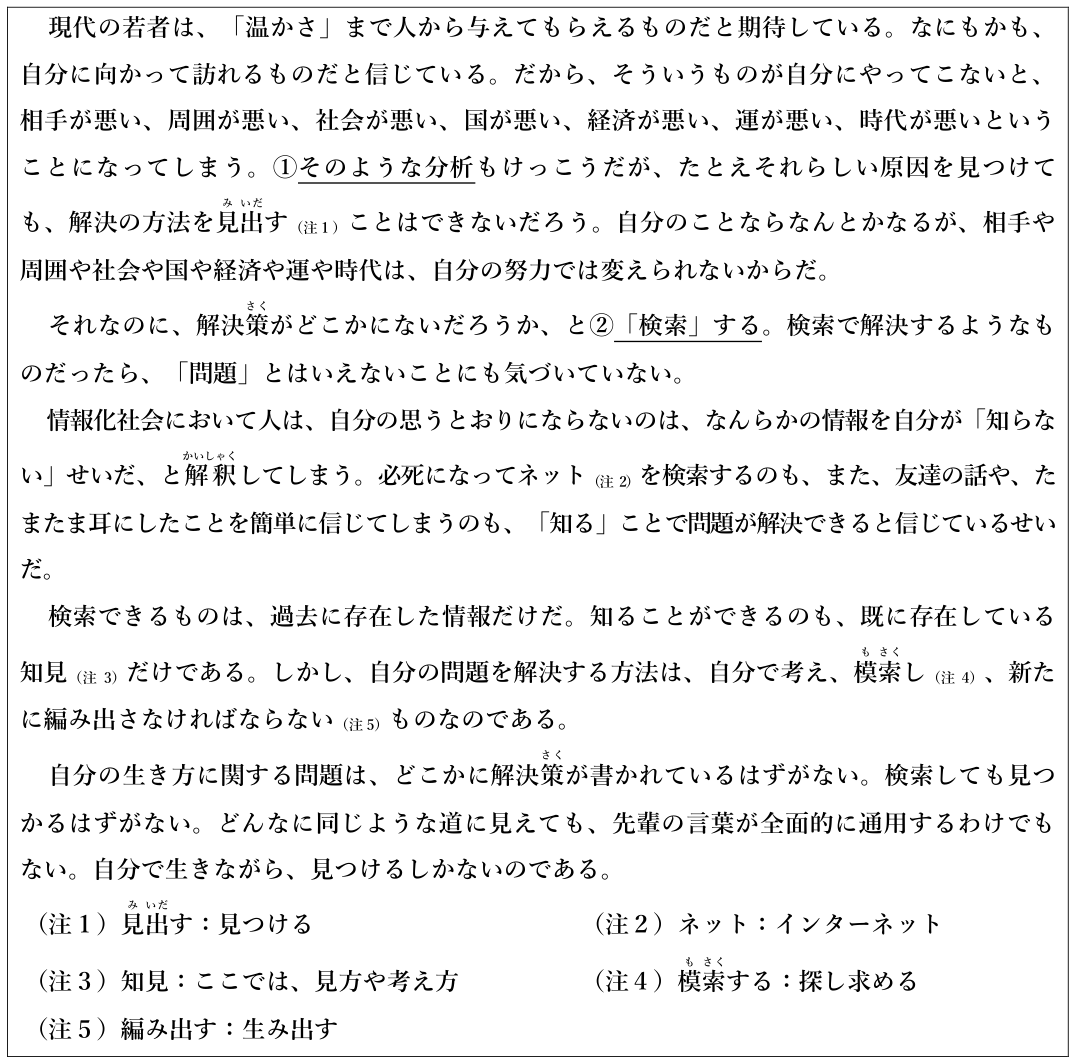 現代の若者は、「温かさ」まで人から与えてもらえるものだと期待している。なにもかも、
自分に向かって訪れるものだと信じている。だから、そういうものが自分にやってこないと、
相手が悪い、周囲が悪い、社会が悪い、国が悪い、経済が悪い、運が悪い、時代が悪いという
ことになってしまう。①そのような分析もけっこうだが、たとえそれらしい原因を見つけて
も、解決の方法を見出す（注1）ことはできないだろう。自分のことならなんとかなるが、相手や
周囲や社会や国や経済や運や時代は、自分の努力では変えられないからだ。
それなのに、解決策がどこかにないだろうか、と②「検索」する。検索で解決するようなも
のだったら、「問題」とはいえないことにも気づいていない。
情報化社会において人は、自分の思うとおりにならないのは、なんらかの情報を自分が「知らな
い」せいだ、と解釈してしまう。必死になってネット（注2）を検索するのも、また、友達の話や、た
またま耳にしたことを簡単に信じてしまうのも、「知る」ことで問題が解決できると信じているせい
だ。
検索できるものは、過去に存在した情報だけだ。知ることができるのも、既に存在している
知見（注3）だけである。しかし、自分の問題を解決する方法は、自分で考え、模索し（注4）、新た
に編み出さなければならない（注5）ものなのである。
自分の生き方に関する問題は、どこかに解決策が書かれているはずがない。検索しても見つ
かるはずがない。どんなに同じような道に見えても、先輩の言葉が全面的に通用するわけでも
ない。自分で生きながら、見つけるしかないのである。
（注1）見出す：見つける
（注2）ネット：インターネット
（注3）知見：ここでは、見方や考え方
（注4）模索する：探し求める
（注5）編み出す：生み出す